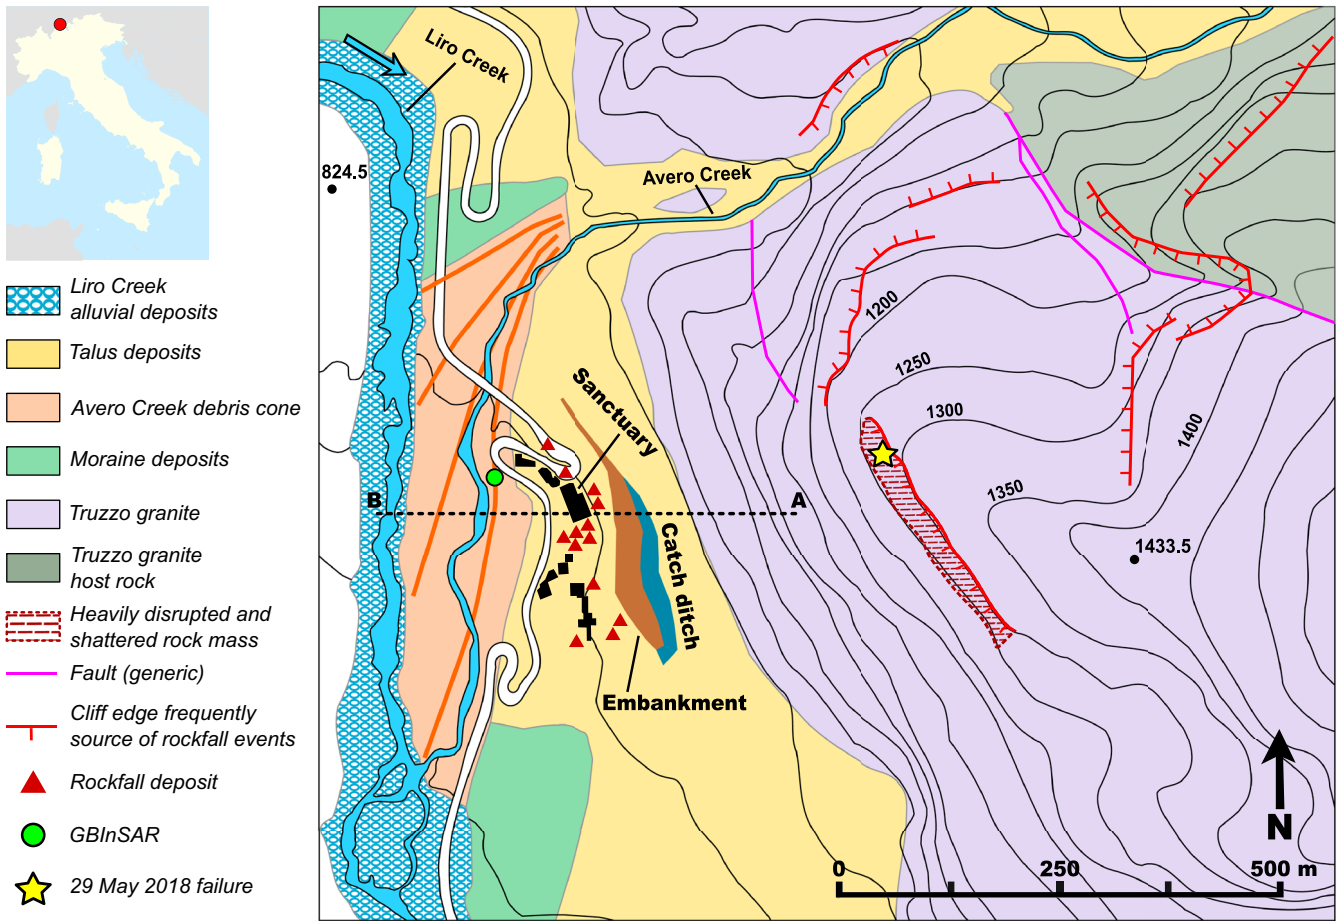 Liro Creek
alluvial deposits
Talus deposits
Avero Creek debris cone
Moraine deposits
Truzzo granite
Truzzo granite
host rock
Heavily disrupted and
shattered rock mass
Fault (generic)
Cliff edge frequently
source of rockfall events
Rockfall deposit
GBInSAR
29 May 2018 failure
Liro Creek
824.5
Avero Creek
1200
1250
1300
1350
1400
1433.5
Sanctuary
B
A
Catch ditch
Embankment
N
0
250
500 m